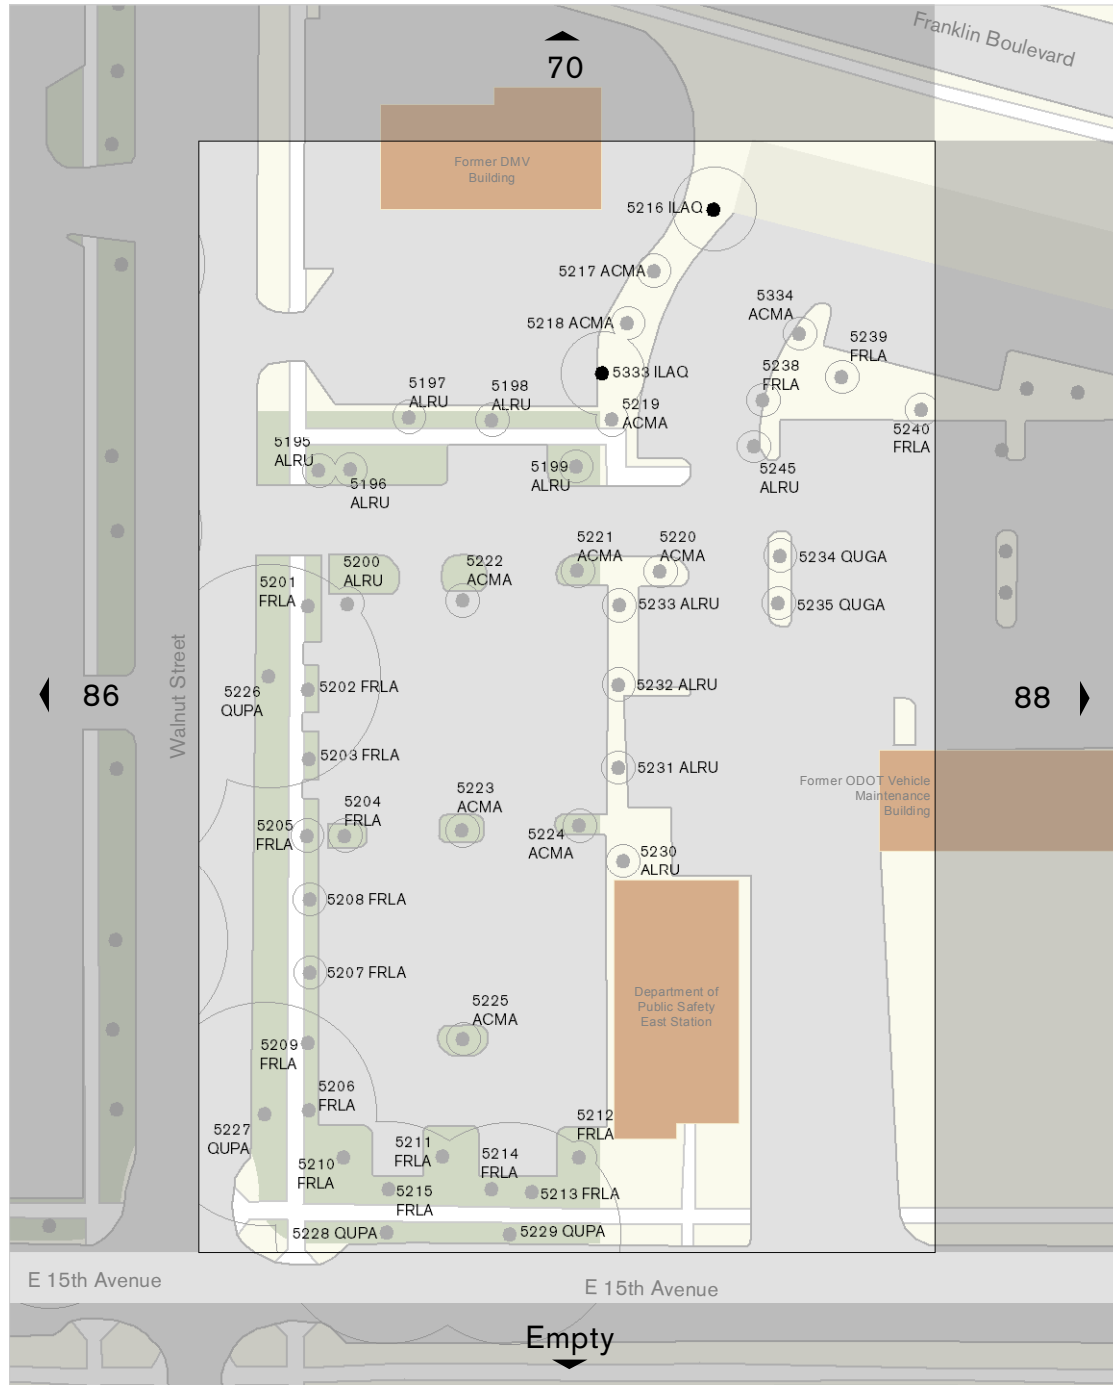 Franklin Boulevard
70
Former DMV
Building
5216 ILAQ
5217 ACMA
5334
ACMA
5218 ACMA
5239
FRLA
5238
FRLA
5333 ILAQ
5197
ALRU
5198
ALRU
5219
ACMA
5240
FRLA
5195
ALRU
5196
ALRU
5199
ALRU
5245
ALRU
5221
ACMA
5220
ACMA
5200
ALRU
5222
ACMA
5234 QUGA
5201
FRLA
5233 ALRU
5235 QUGA
Walnut Street
86
5226
QUPA
5202 FRLA
5232 ALRU
88
5203 FRLA
5231 ALRU
Former ODOT Vehicle
Maintenance
Building
5223
ACMA
5204
FRLA
5205
FRLA
5224
ACMA
5230
ALRU
5208 FRLA
5207 FRLA
Department of
Public Safety
East Station
5225
ACMA
5209
FRLA
5206
FRLA
5227
QUPA
5212
FRLA
5211
FRLA
5214
FRLA
5210
FRLA
5215
FRLA
5213 FRLA
5228 QUPA
5229 QUPA
E 15th Avenue
E 15th Avenue
Empty